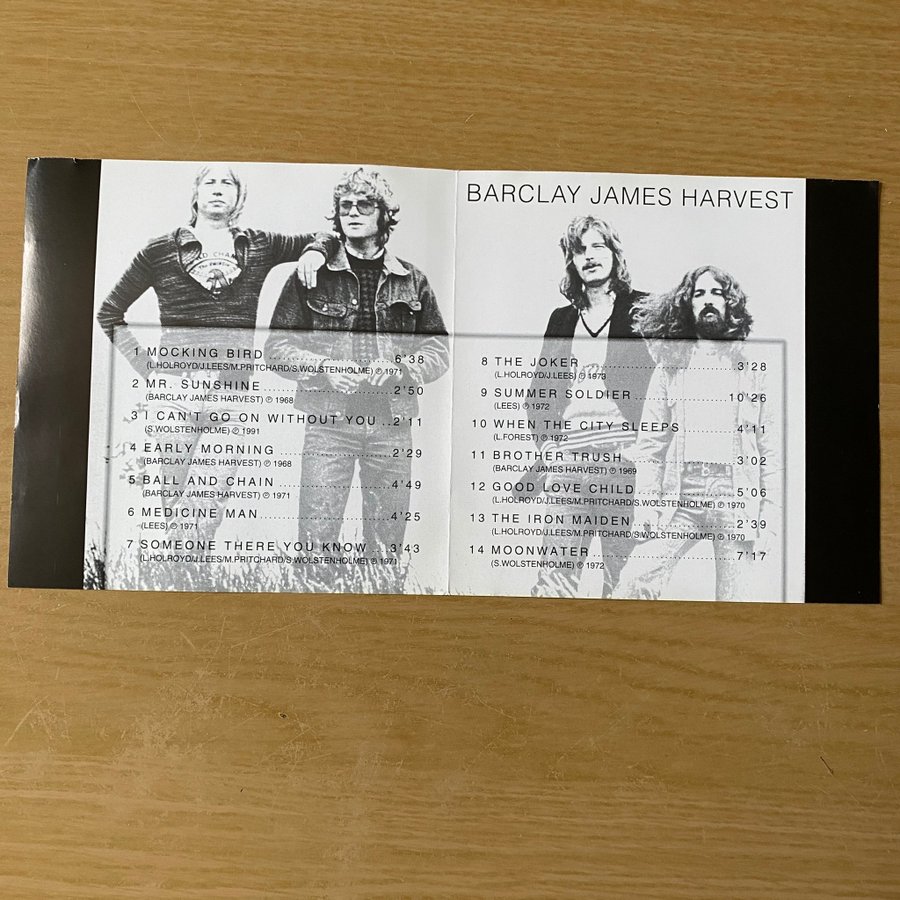 BARCLAY JAMES HARVEST
1 MOCKING BIRD ........................6'38
(L.HOLROYD/J.LEES/M.PRITCHARD/S.WOLSTENHOLME) ℗ 1971
2 MR. SUNSHINE ........................2'50
(BARCLAY JAMES HARVEST) ℗ 1968
3 I CAN'T GO ON WITHOUT YOU ..2'11
(S.WOLSTENHOLME) ℗ 1991
4 EARLY MORNING .....................2'29
(BARCLAY JAMES HARVEST) ℗ 1968
5 BALL AND CHAIN .....................4'49
(BARCLAY JAMES HARVEST) ℗ 1971
6 MEDICINE MAN ........................4'25
(LEES) ℗ 1971
7 SOMEONE THERE YOU KNOW ...3'43
(L.HOLROYD/J.LEES/M.PRITCHARD/S.WOLSTENHOLME) ℗ 1971
8 THE JOKER ...........................3'28
(L.HOLROYD/J.LEES) ℗ 1973
9 SUMMER SOLDIER ..................10'26
(LEES) ℗ 1972
10 WHEN THE CITY SLEEPS ..........4'11
(L.FOREST) ℗ 1972
11 BROTHER TRUSH .....................3'02
(BARCLAY JAMES HARVEST) ℗ 1969
12 GOOD LOVE CHILD ..................5'06
(L.HOLROYD/J.LEES/M.PRITCHARD/S.WOLSTENHOLME) ℗ 1970
13 THE IRON MAIDEN ..................2'39
(L.HOLROYD/J.LEES/M.PRITCHARD/S.WOLSTENHOLME) ℗ 1970
14 MOONWATER ........................7'17
(S.WOLSTENHOLME) ℗ 1972